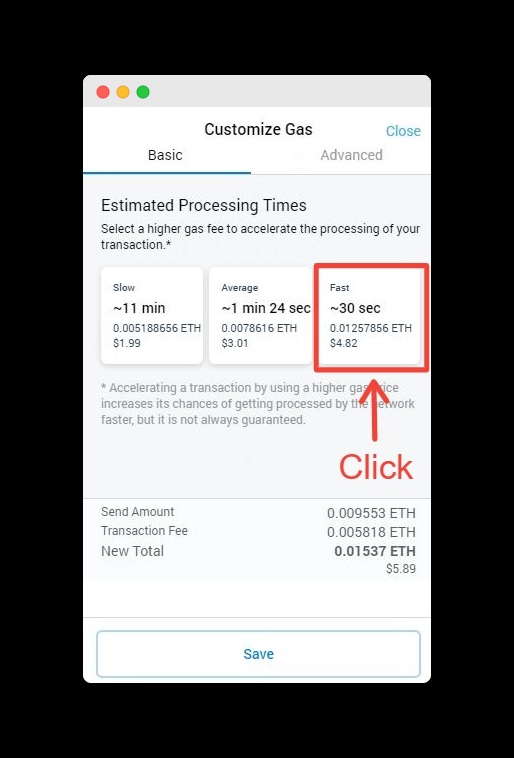 Customize Gas
Close
Basic
Advanced
Estimated Processing Times
Select a higher gas fee to accelerate the processing of your
transaction.*
Slow
~11 min
0.005188656 ETH
$1.99
Average
~1 min 24 sec
0.0078616 ETH
$3.01
Fast
~30 sec
0.01257856 ETH
$4.82
* Accelerating a transaction by using a higher gas price
increases its chances of getting processed by the network
faster, but it is not always guaranteed.
Click
Send Amount
0.009553 ETH
Transaction Fee
0.005818 ETH
New Total
0.01537 ETH
$5.89
Save